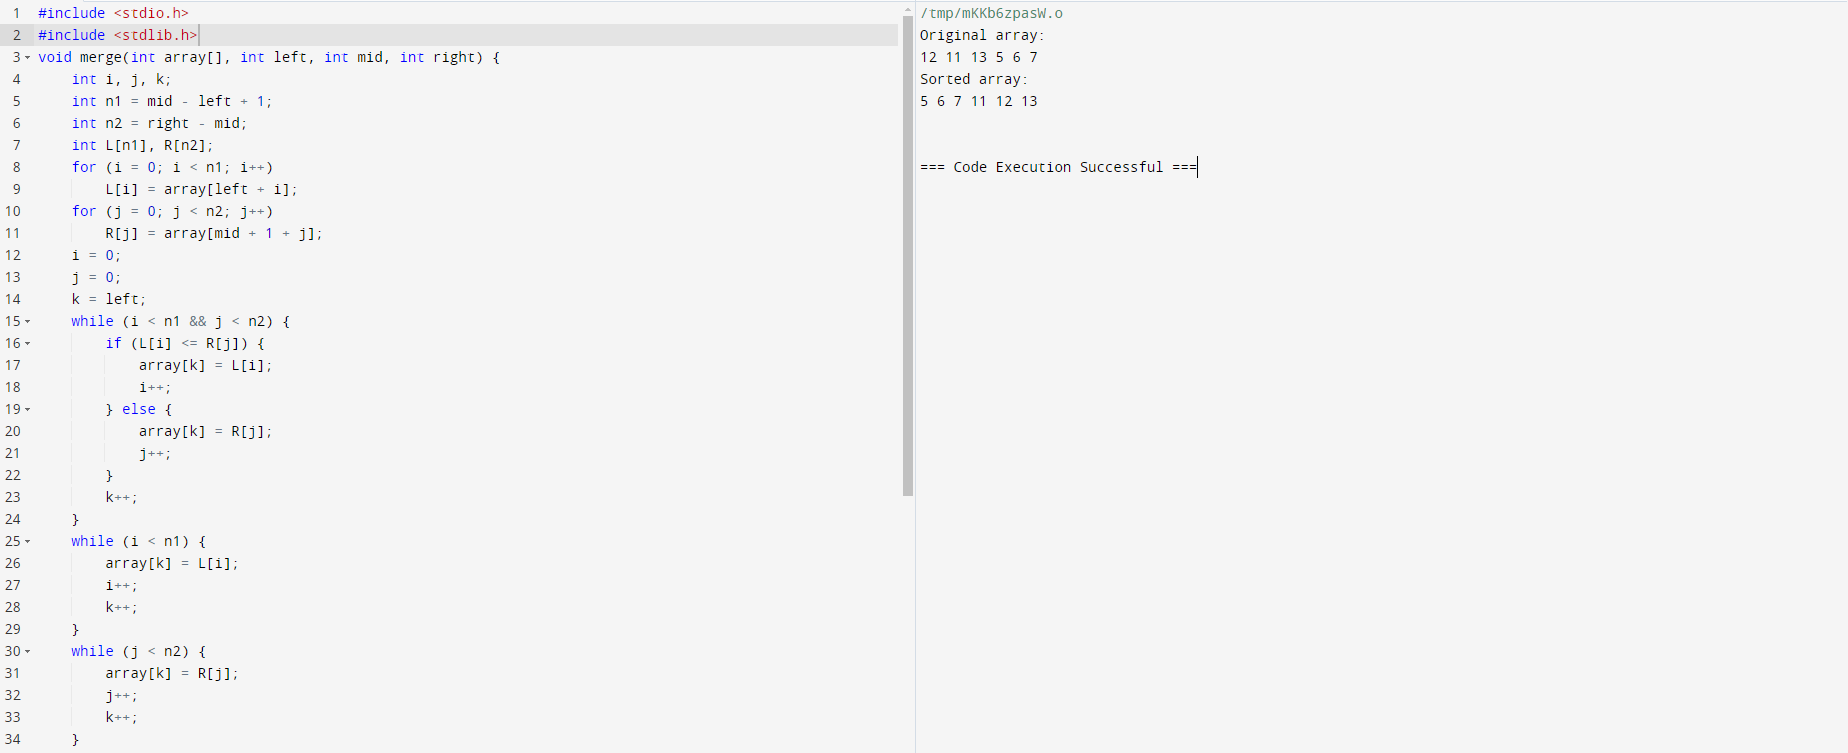 1 #include <stdio.h>
2 #include <stdlib.h>
3 void merge(int array[], int left, int mid, int right) {
4     int i, j, k;
5     int n1 = mid - left + 1;
6     int n2 = right - mid;
7     int L[n1], R[n2];
8     for (i = 0; i < n1; i++)
9         L[i] = array[left + i];
10     for (j = 0; j < n2; j++)
11         R[j] = array[mid + 1 + j];
12     i = 0;
13     j = 0;
14     k = left;
15     while (i < n1 && j < n2) {
16         if (L[i] <= R[j]) {
17             array[k] = L[i];
18             i++;
19         } else {
20             array[k] = R[j];
21             j++;
22         }
23         k++;
24     }
25     while (i < n1) {
26         array[k] = L[i];
27         i++;
28         k++;
29     }
30     while (j < n2) {
31         array[k] = R[j];
32         j++;
33         k++;
34     }
/tmp/mKKb6zpasW.o
Original array:
12 11 13 5 6 7
Sorted array:
5 6 7 11 12 13
=== Code Execution Successful ===